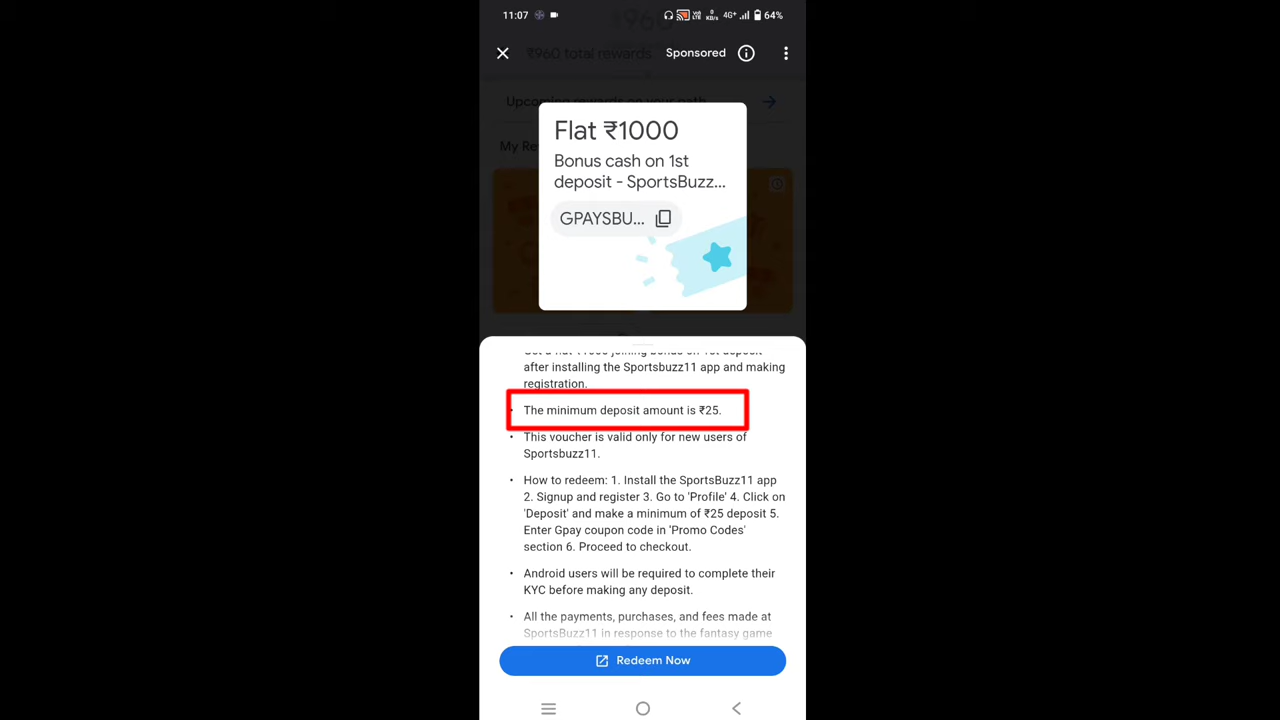 11:07
4G+
64%
₹960
₹960 total rewards.
Sponsored
Upcoming rewards on your path
My Re
Flat ₹1000
Bonus cash on 1st
deposit - SportsBuzz...
GPAYSBU...
Get a flat ₹1000 joining bonus on 1st deposit
after installing the Sportsbuzz11 app and making
registration.
• The minimum deposit amount is ₹25.
• This voucher is valid only for new users of
Sportsbuzz11.
• How to redeem: 1. Install the SportsBuzz11 app
2. Signup and register 3. Go to 'Profile' 4. Click on
'Deposit' and make a minimum of ₹25 deposit 5.
Enter Gpay coupon code in 'Promo Codes'
section 6. Proceed to checkout.
• Android users will be required to complete their
KYC before making any deposit.
• All the payments, purchases, and fees made at
SportsBuzz11 in response to the fantasy game
Redeem Now